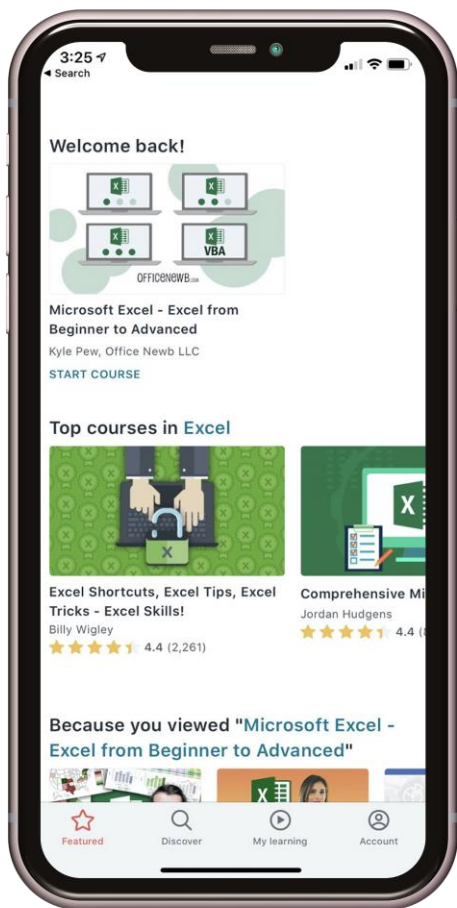 3:25
Search
Welcome back!
X
X
X
X
VBA
OFFICENEWB.COM
Microsoft Excel - Excel from
Beginner to Advanced
Kyle Pew, Office Newb LLC
START COURSE
Top courses in Excel
X
X
Excel Shortcuts, Excel Tips, Excel
Tricks - Excel Skills!
Billy Wigley
4.4 (2,261)
Comprehensive Mi
Jordan Hudgens
4.4 (
Because you viewed "Microsoft Excel -
Excel from Beginner to Advanced"
X
Featured
Discover
My learning
Account